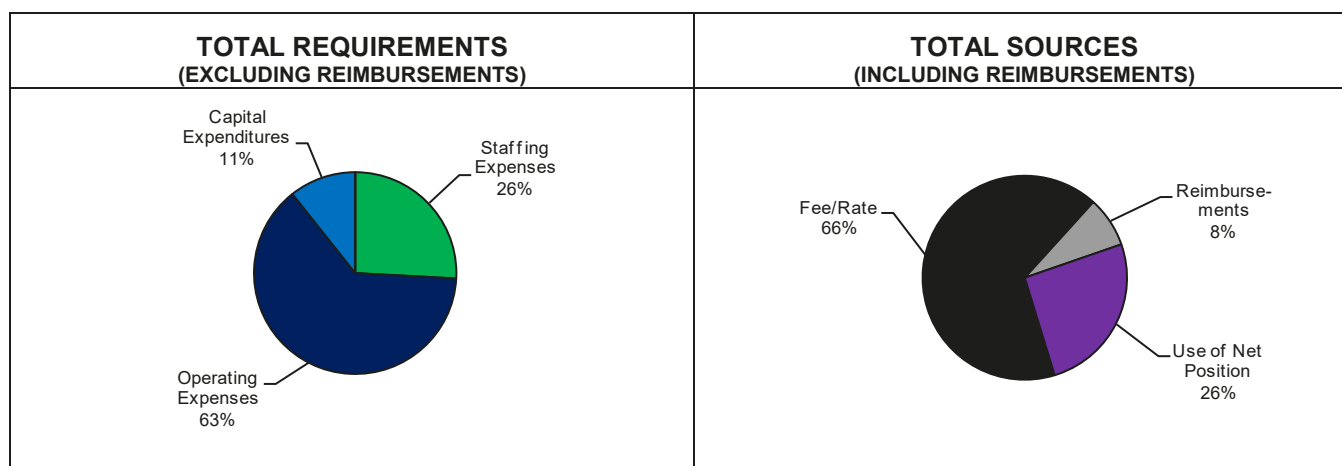 TOTAL REQUIREMENTS
(EXCLUDING REIMBURSEMENTS)
Capital
Expenditures
11%
Staffing
Expenses
26%
Operating
Expenses
63%
TOTAL SOURCES
(INCLUDING REIMBURSEMENTS)
Fee/Rate
66%
Reimburse-
ments
8%
Use of Net
Position
26%